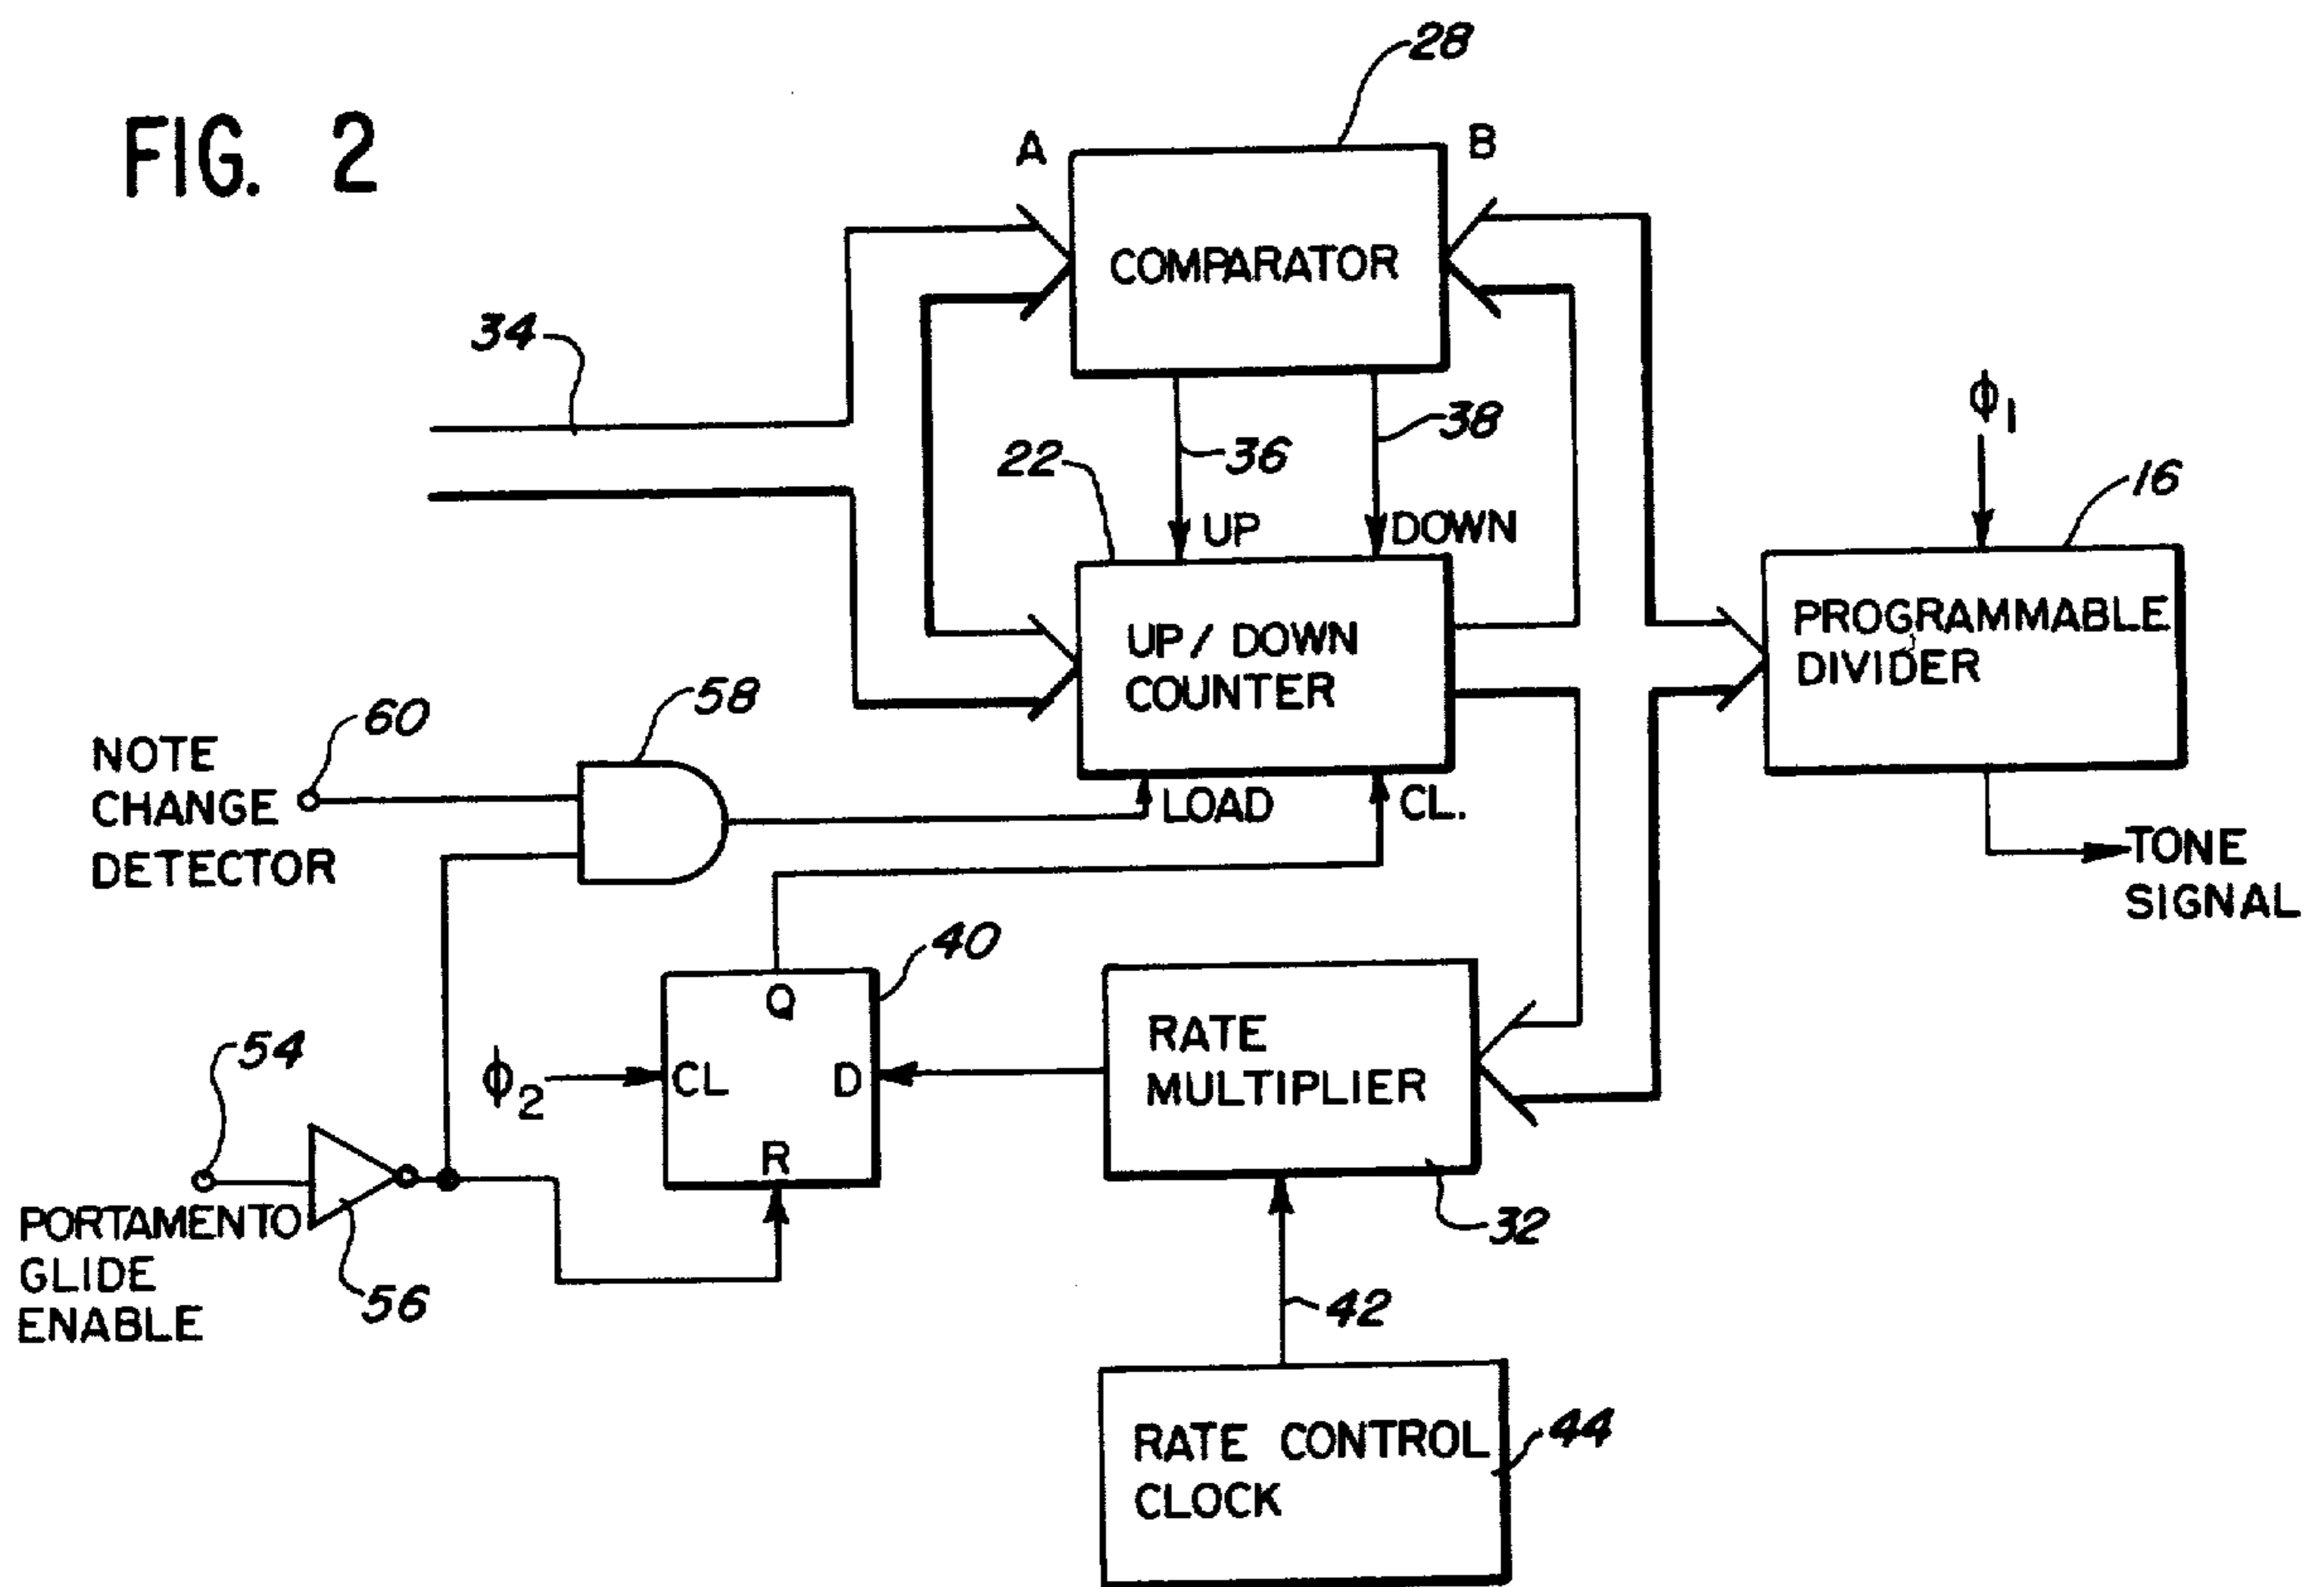 FIG. 2
28
A
B
COMPARATOR
34
36
38
22
UP
DOWN
ϕ1
16
UP/ DOWN
COUNTER
PROGRAMMABLE
DIVIDER
58
60
NOTE
CHANGE
DETECTOR
LOAD
CL.
TONE
SIGNAL
40
Q
ϕ2
CL
D
R
RATE
MULTIPLIER
54
32
PORTAMENTO
GLIDE
ENABLE
56
42
RATE CONTROL
CLOCK
44